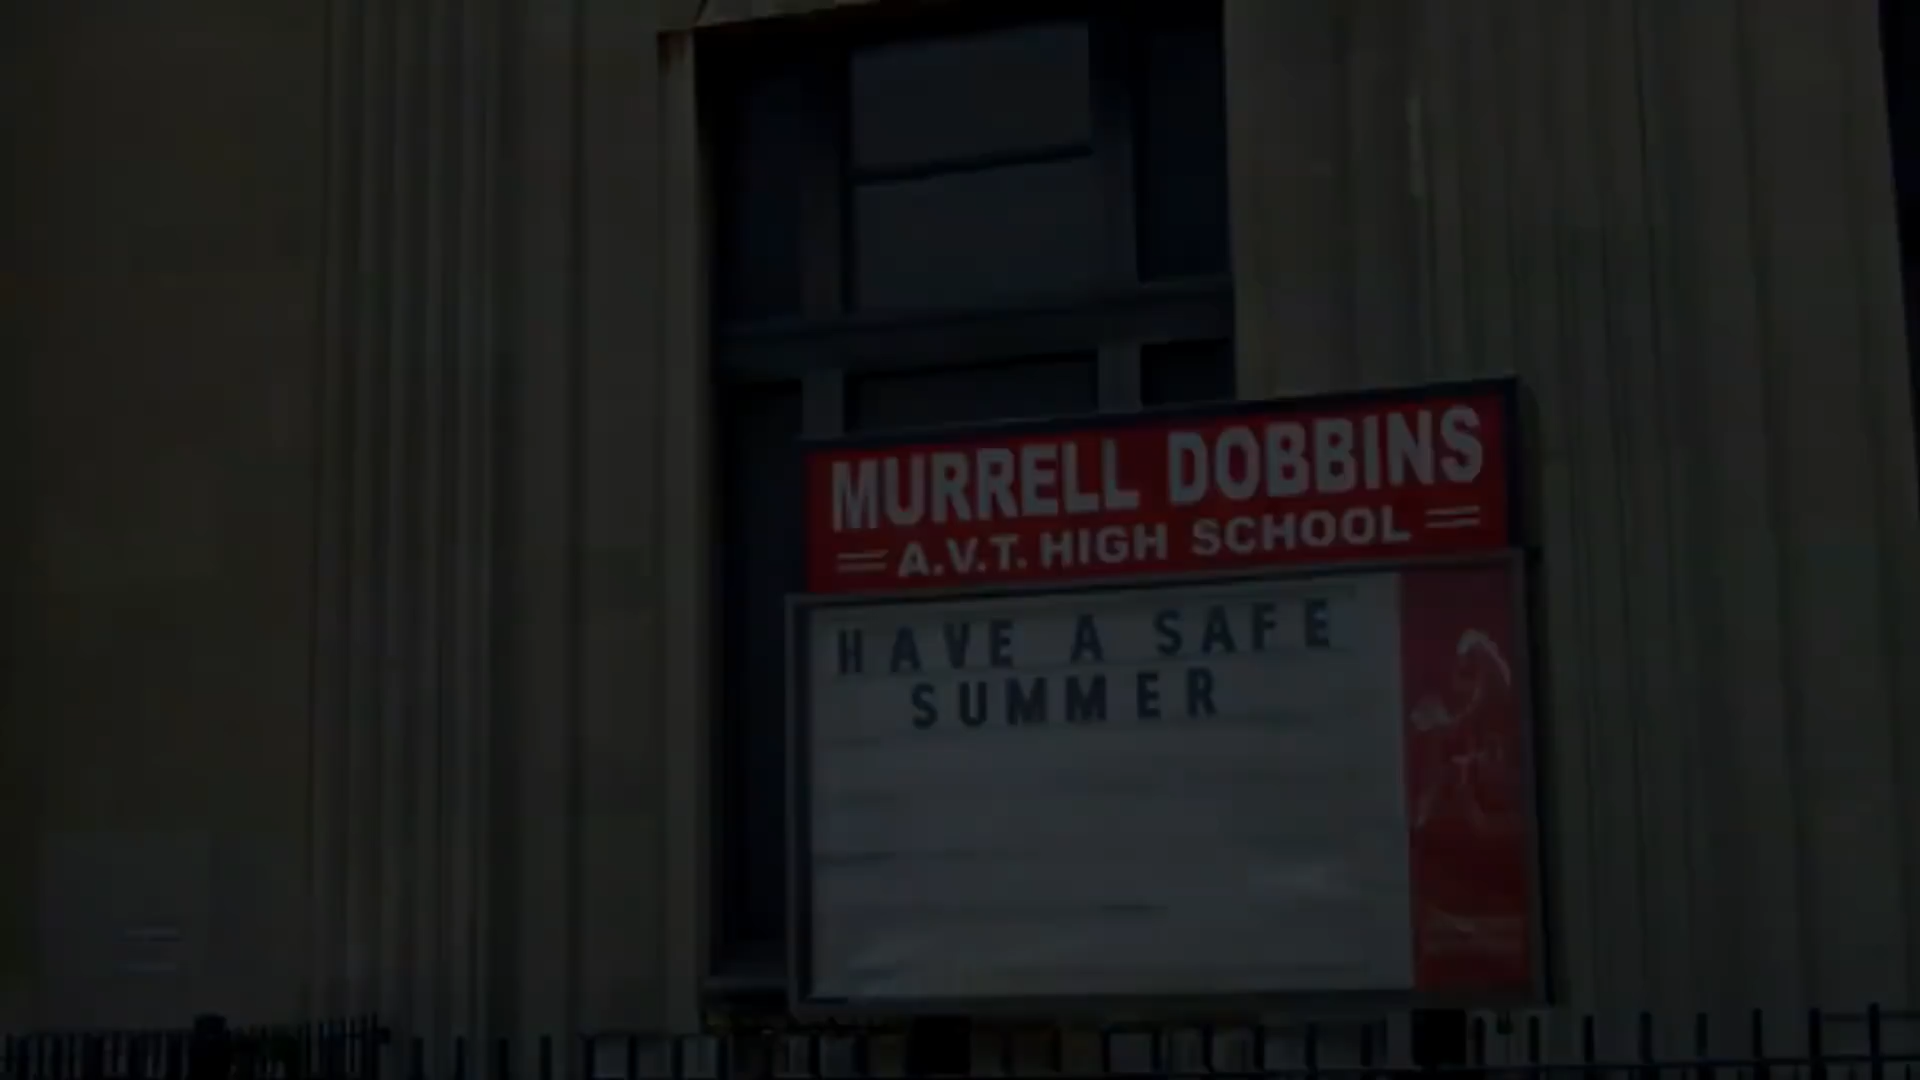 MURRELL DOBBINS
A.V.T. HIGH SCHOOL
HAVE A SAFE
SUMMER